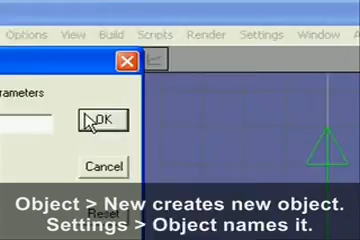 Options View Build Scripts Render Settings Window
rameters
OK
Cancel
Reset
Object > New creates new object.
Settings > Object names it.